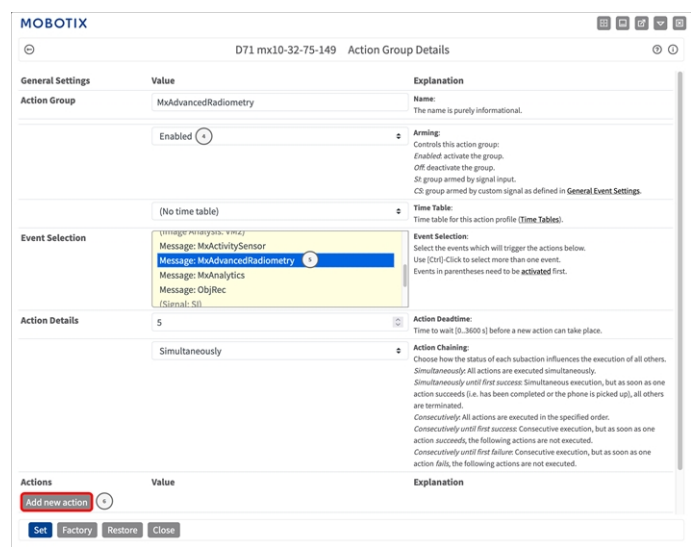 MOBOTIX
D71 mx10-32-75-149 Action Group Details
General Settings Value Explanation
Action Group MxAdvancedRadiometry Name:
The name is purely informational.
Enabled 4 Arming:
Controls this action group:
Enabled: activate the group.
Off: deactivate the group.
SI: group armed by signal input.
CS: group armed by custom signal as defined in General Event Settings.
(No time table) Time Table:
Time table for this action profile (Time Tables).
Event Selection (Image Analysis: VM2) Event Selection:
Message: MxActivitySensor Select the events which will trigger the actions below.
Message: MxAdvancedRadiometry 5 Use [Ctrl]-Click to select more than one event.
Message: MxAnalytics Events in parentheses need to be activated first.
Message: ObjRec
(Signal: SI)
Action Details 5 Action Deadtime:
Time to wait [0..3600 s] before a new action can take place.
Simultaneously Action Chaining:
Choose how the status of each subaction influences the execution of all others.
Simultaneously: All actions are executed simultaneously.
Simultaneously until first success: Simultaneous execution, but as soon as one
action succeeds (i.e. has been completed or the phone is picked up), all others
are terminated.
Consecutively: All actions are executed in the specified order.
Consecutively until first success: Consecutive execution, but as soon as one
action succeeds, the following actions are not executed.
Consecutively until first failure: Consecutive execution, but as soon as one
action fails, the following actions are not executed.
Actions Value Explanation
Add new action 6
Set Factory Restore Close